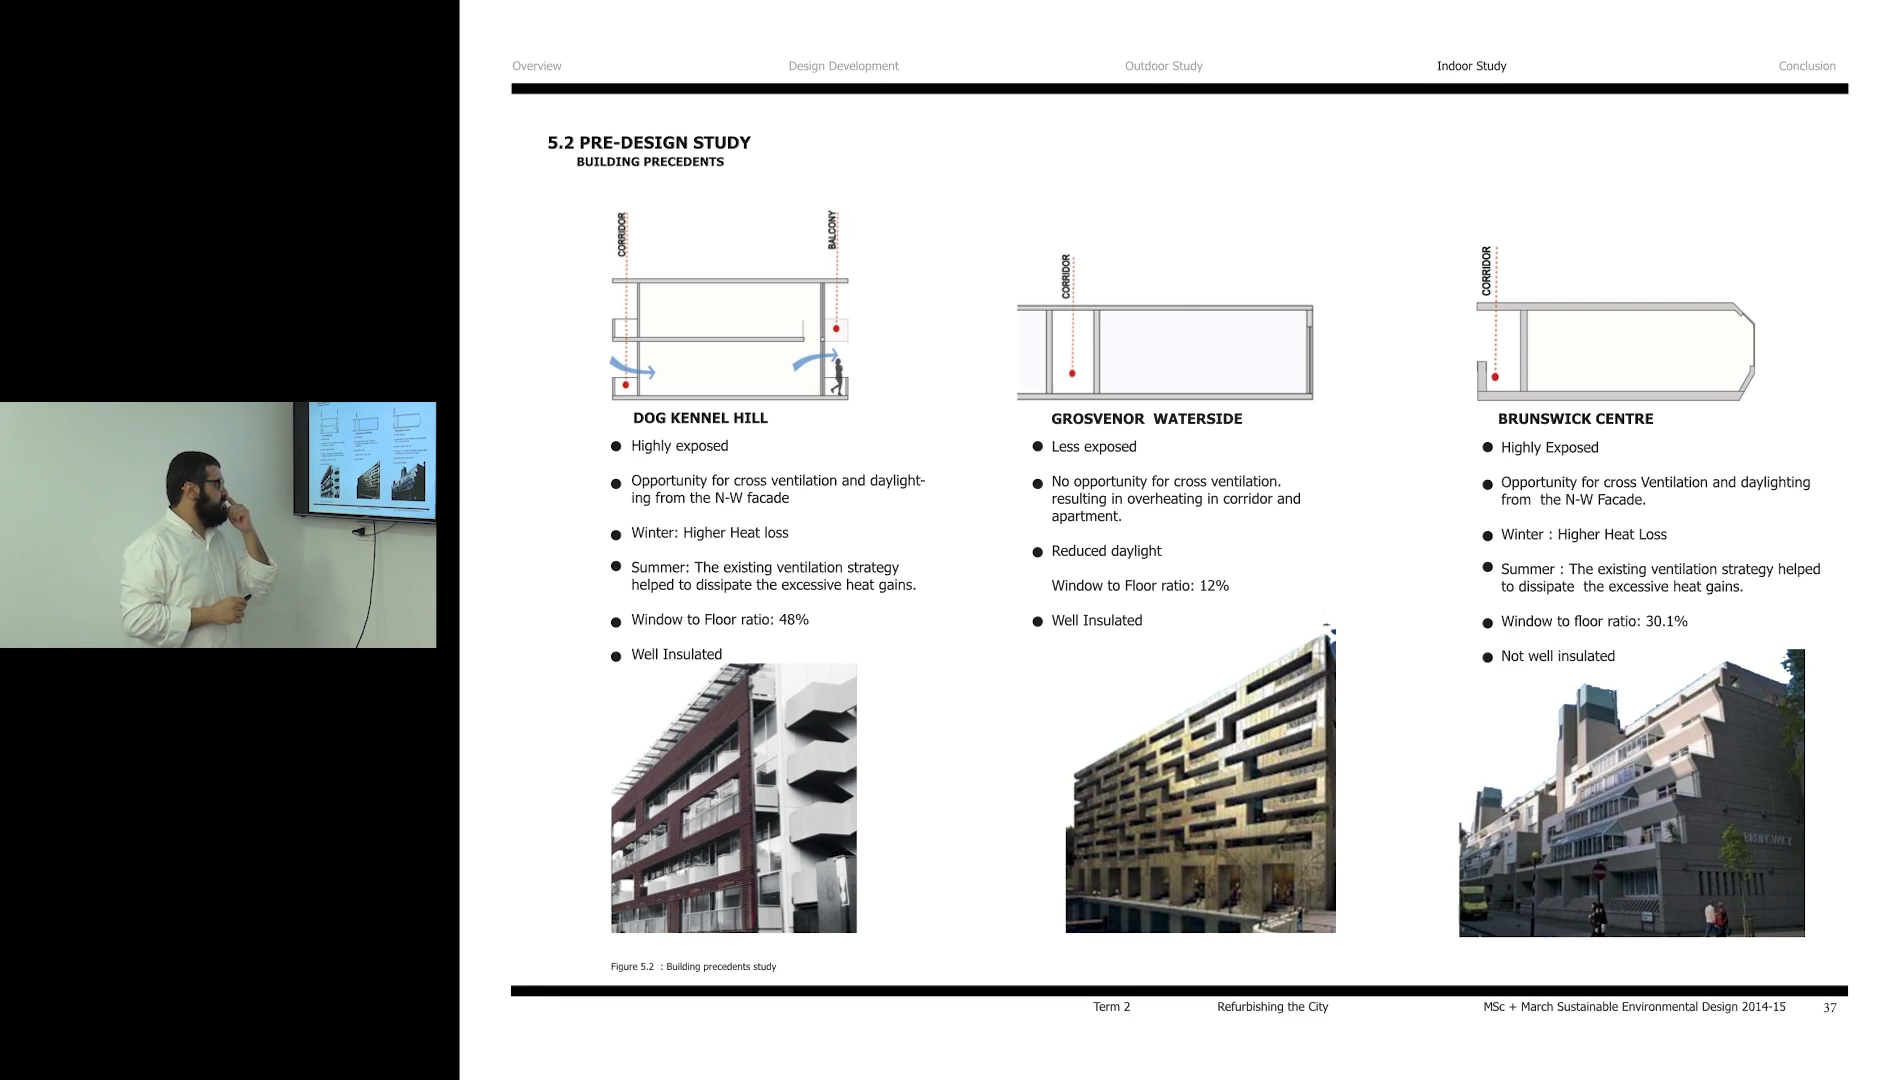 Overview
Design Development
Outdoor Study
Indoor Study
Conclusion
5.2 PRE-DESIGN STUDY
BUILDING PRECEDENTS
CORRIDOR
BALCONY
DOG KENNEL HILL
Highly exposed
Opportunity for cross ventilation and daylight-
ing from the N-W facade
Winter: Higher Heat loss
Summer: The existing ventilation strategy
helped to dissipate the excessive heat gains.
Window to Floor ratio: 48%
Well Insulated
CORRIDOR
GROSVENOR WATERSIDE
Less exposed
No opportunity for cross ventilation.
resulting in overheating in corridor and
apartment.
Reduced daylight
Window to Floor ratio: 12%
Well Insulated
CORRIDOR
BRUNSWICK CENTRE
Highly Exposed
Opportunity for cross Ventilation and daylighting
from the N-W Facade.
Winter : Higher Heat Loss
Summer : The existing ventilation strategy helped
to dissipate the excessive heat gains.
Window to floor ratio: 30.1%
Not well insulated
BRUNSWICK
Figure 5.2 : Building precedents study
Term 2
Refurbishing the City
MSc + March Sustainable Environmental Design 2014-15
37